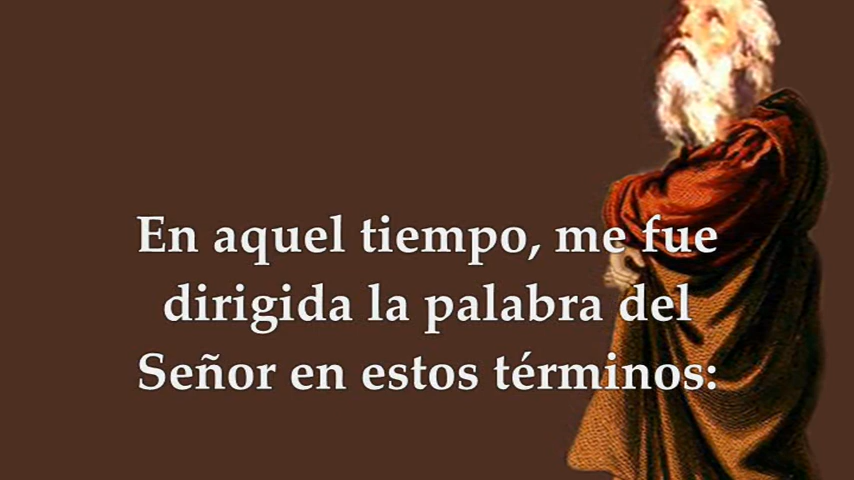 En aquel tiempo, me fue
dirigida la palabra del
Señor en estos términos: